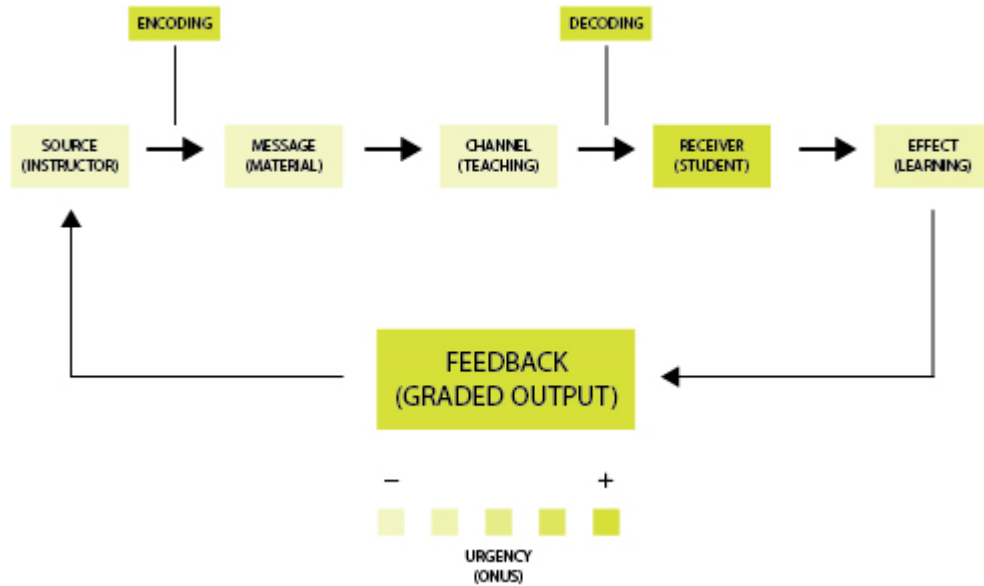 ENCODING
DECODING
SOURCE
(INSTRUCTOR)
MESSAGE
(MATERIAL)
CHANNEL
(TEACHING)
RECEIVER
(STUDENT)
EFFECT
(LEARNING)
FEEDBACK
(GRADED OUTPUT)
– +
URGENCY
(ONUS)